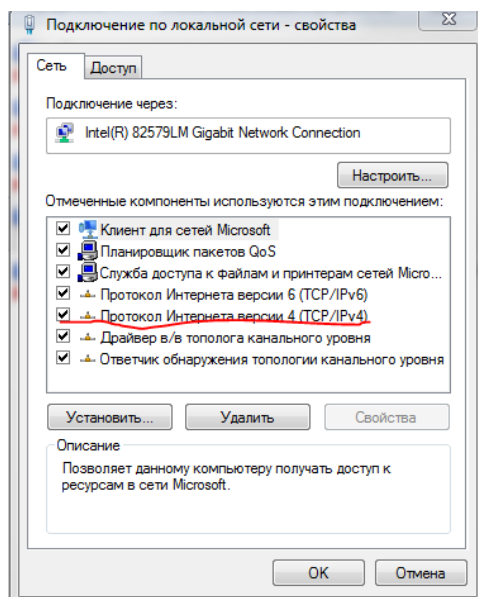 Подключение по локальной сети - свойства
Сеть Доступ
Подключение через:
Intel(R) 82579LM Gigabit Network Connection
Настроить...
Отмеченные компоненты используются этим подключением:
Клиент для сетей Microsoft
Планировщик пакетов QoS
Служба доступа к файлам и принтерам сетей Micro...
Протокол Интернета версии 6 (TCP/IPv6)
Протокол Интернета версии 4 (TCP/IPv4)
Драйвер в/в тополога канального уровня
Ответчик обнаружения топологии канального уровня
Установить... Удалить Свойства
Описание
Позволяет данному компьютеру получать доступ к
ресурсам в сети Microsoft.
OK Отмена